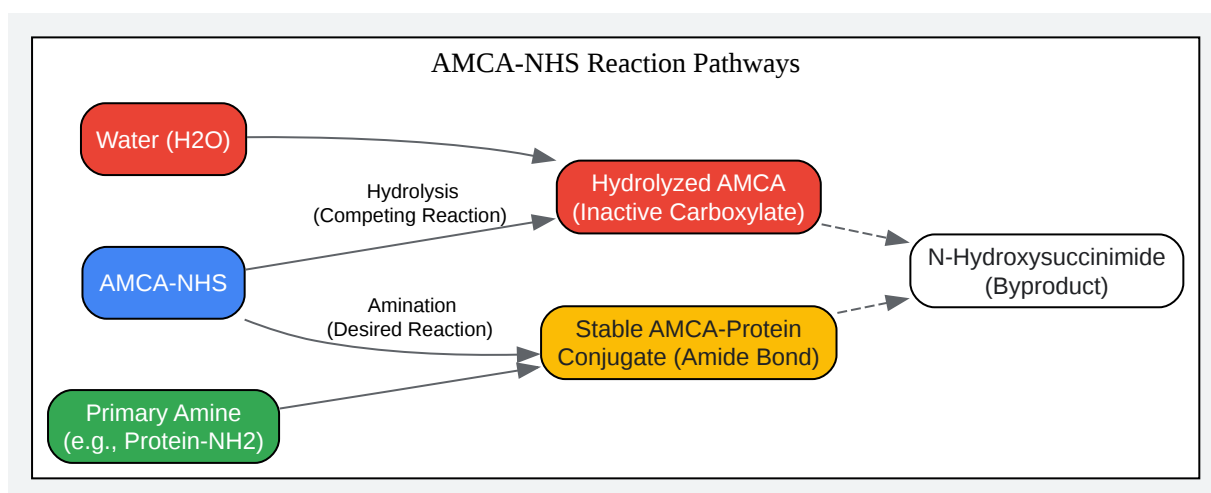 AMCA-NHS Reaction Pathways
Water (H2O)
Hydrolysis
(Competing Reaction)
Hydrolyzed AMCA
(Inactive Carboxylate)
AMCA-NHS
Amination
(Desired Reaction)
Stable AMCA-Protein
Conjugate (Amide Bond)
N-Hydroxysuccinimide
(Byproduct)
Primary Amine
(e.g., Protein-NH2)